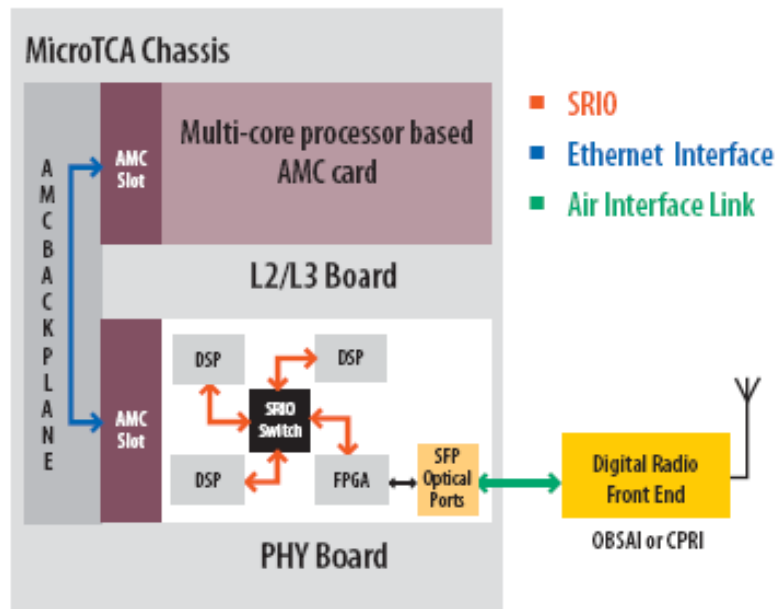 MicroTCA Chassis
AMC BACKPLANE
AMC
Slot
Multi-core processor based
AMC card
L2/L3 Board
SRIO
Ethernet Interface
Air Interface Link
AMC
Slot
DSP
DSP
SRIO
Switch
DSP
FPGA
SFP
Optical
Ports
PHY Board
Digital Radio
Front End
OBSAI or CPRI